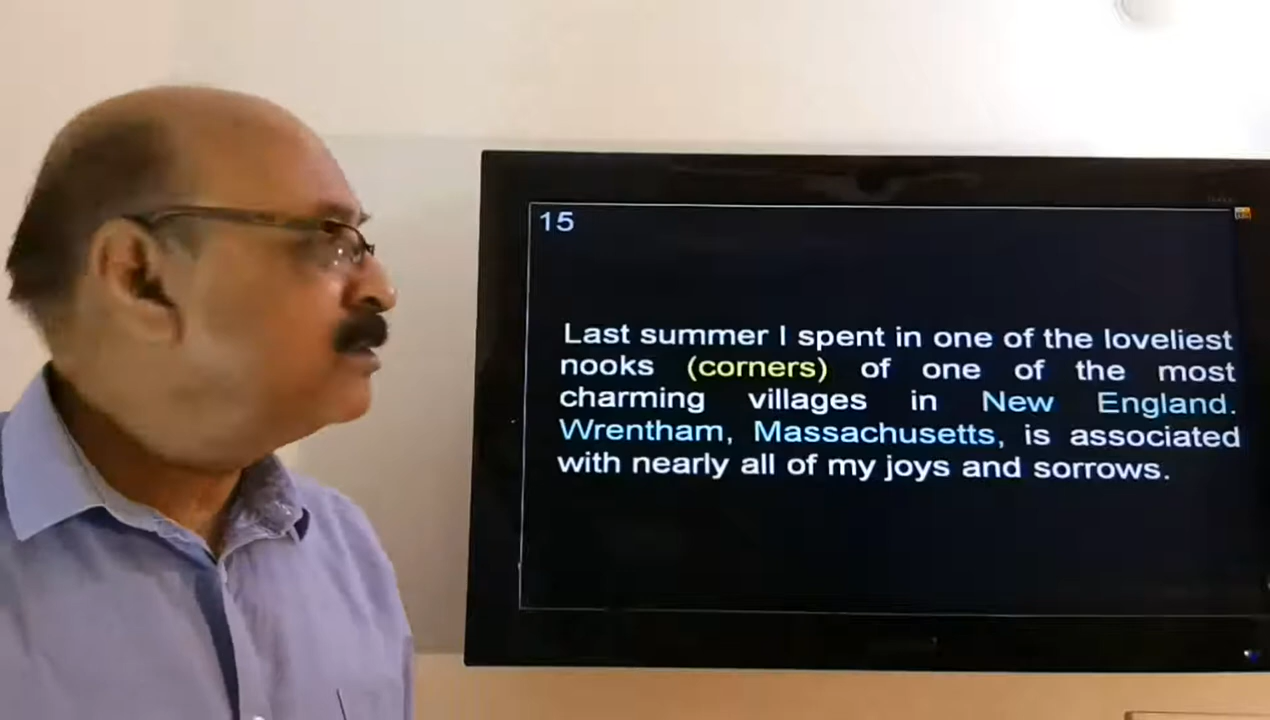 15
Last summer I spent in one of the loveliest
nooks (corners) of one of the most
charming villages in New England.
Wrentham, Massachusetts, is associated
with nearly all of my joys and sorrows.